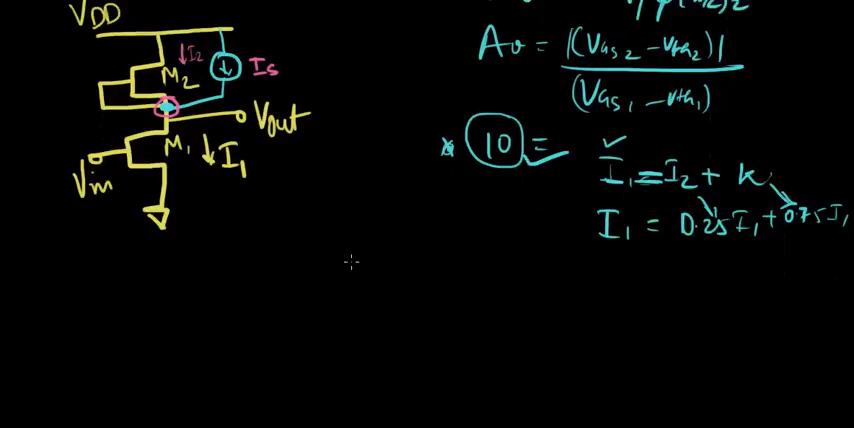 VDD
↓I2
Is
M2
Vout
M1 ↓ I1
Vin
Av = |(VGS2 - Vth2)|
(VGS1 - Vth1)
10 =
I1 = I2 + k
I1 = 0.25 I1 + 0.75 I1